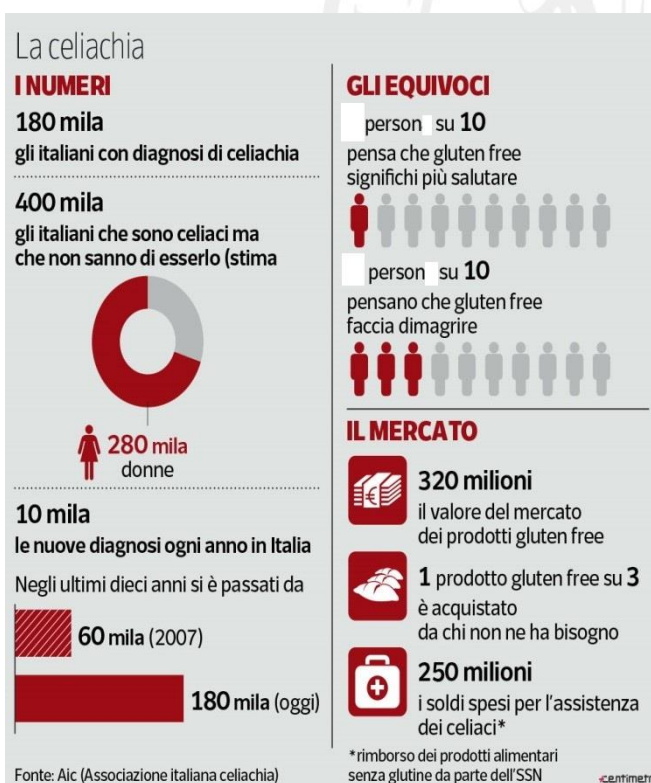 La celiachia
I NUMERI
180 mila
gli italiani con diagnosi di celiachia
400 mila
gli italiani che sono celiaci ma
che non sanno di esserlo (stima
280 mila
donne
10 mila
le nuove diagnosi ogni anno in Italia
Negli ultimi dieci anni si è passati da
60 mila (2007)
180 mila (oggi)
Fonte: Aic (Associazione italiana celiachia)
GLI EQUIVOCI
person su 10
pensa che gluten free
significhi più salutare
person su 10
pensano che gluten free
faccia dimagrire
IL MERCATO
320 milioni
il valore del mercato
dei prodotti gluten free
1 prodotto gluten free su 3
è acquistato
da chi non ne ha bisogno
250 milioni
i soldi spesi per l'assistenza
dei celiaci*
*rimborso dei prodotti alimentari
senza glutine da parte dell'SSN